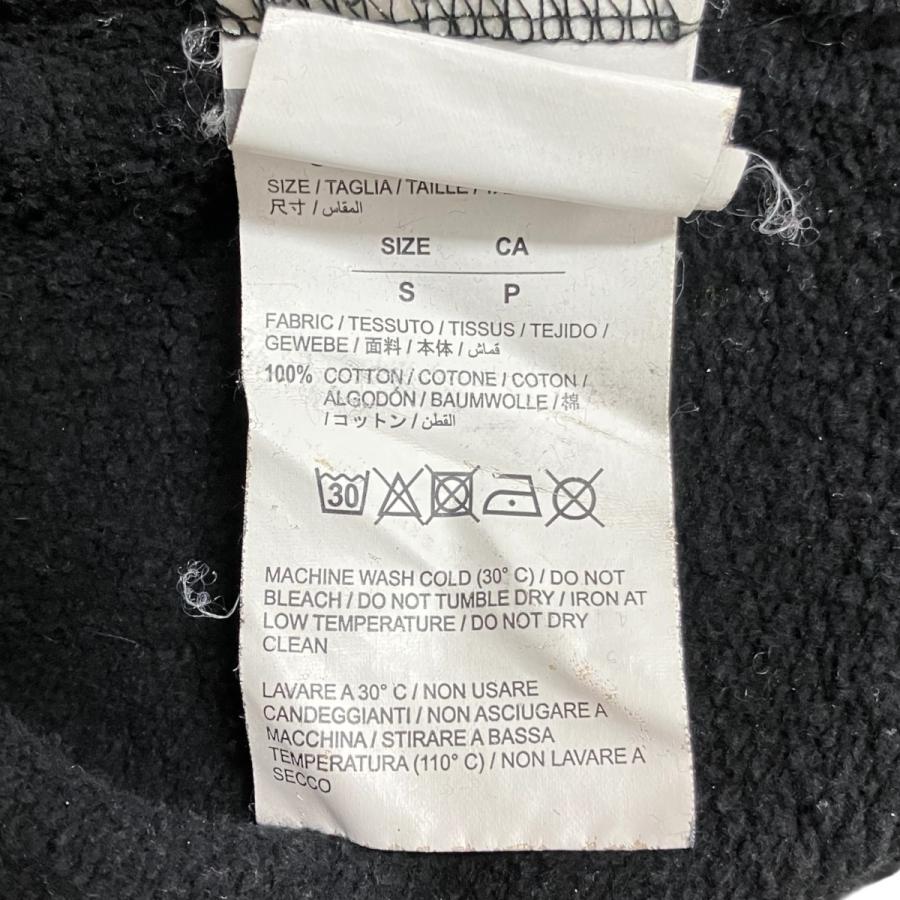 SIZE / TAGLIA / TAILLE /
尺寸 / المقاس
SIZE CA
S P
FABRIC / TESSUTO / TISSUS / TEJIDO /
GEWEBE / 面料 / 本体 / قماش
100% COTTON / COTONE / COTON /
ALGODÓN / BAUMWOLLE / 棉
/ コットン / القطن
30
MACHINE WASH COLD (30° C) / DO NOT
BLEACH / DO NOT TUMBLE DRY / IRON AT
LOW TEMPERATURE / DO NOT DRY
CLEAN
LAVARE A 30° C / NON USARE
CANDEGGIANTI / NON ASCIUGARE A
MACCHINA / STIRARE A BASSA
TEMPERATURA (110° C) / NON LAVARE A
SECCO